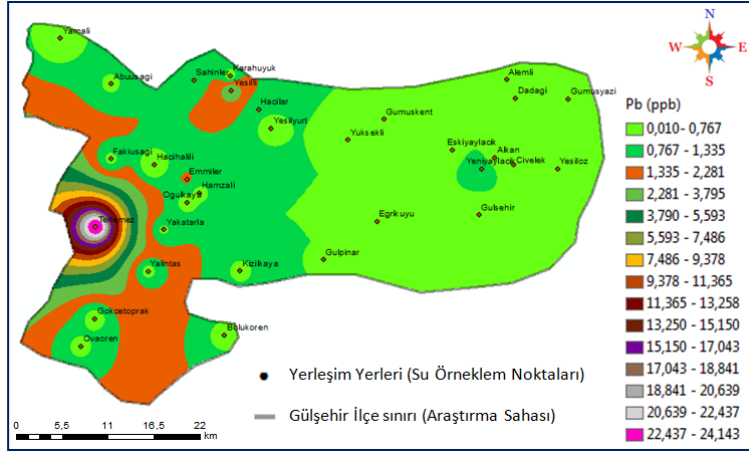 N
W E
S
Yamali
Abuusagi
Sahinler
Karahuyuk
Yesilli
Hacilar
Yesilyurt
Gumuskent
Yuksekli
Alemli
Dadagi
Gumusyazi
Eskiyaylacik
Alkan
Yeniyaylacik
Civelek
Yesiloz
Fakiusagi
Hacihalili
Emmiler
Hamzali
Ogulkaya
Terlemez
Yakatarla
Egrikuyu
Gulsehir
Yalintas
Kizilkaya
Gulpinar
Gokcetoprak
Ovaoren
Bolukoren
Pb (ppb)
0,010- 0,767
0,767 - 1,335
1,335 - 2,281
2,281 - 3,795
3,790 - 5,593
5,593 - 7,486
7,486 - 9,378
9,378 - 11,365
11,365 - 13,258
13,250 - 15,150
15,150 - 17,043
17,043 - 18,841
18,841 - 20,639
20,639 - 22,437
22,437 - 24,143
Yerleşim Yerleri (Su Örneklem Noktaları)
Gülşehir İlçe sınırı (Araştırma Sahası)
0 5,5 11 16,5 22
km